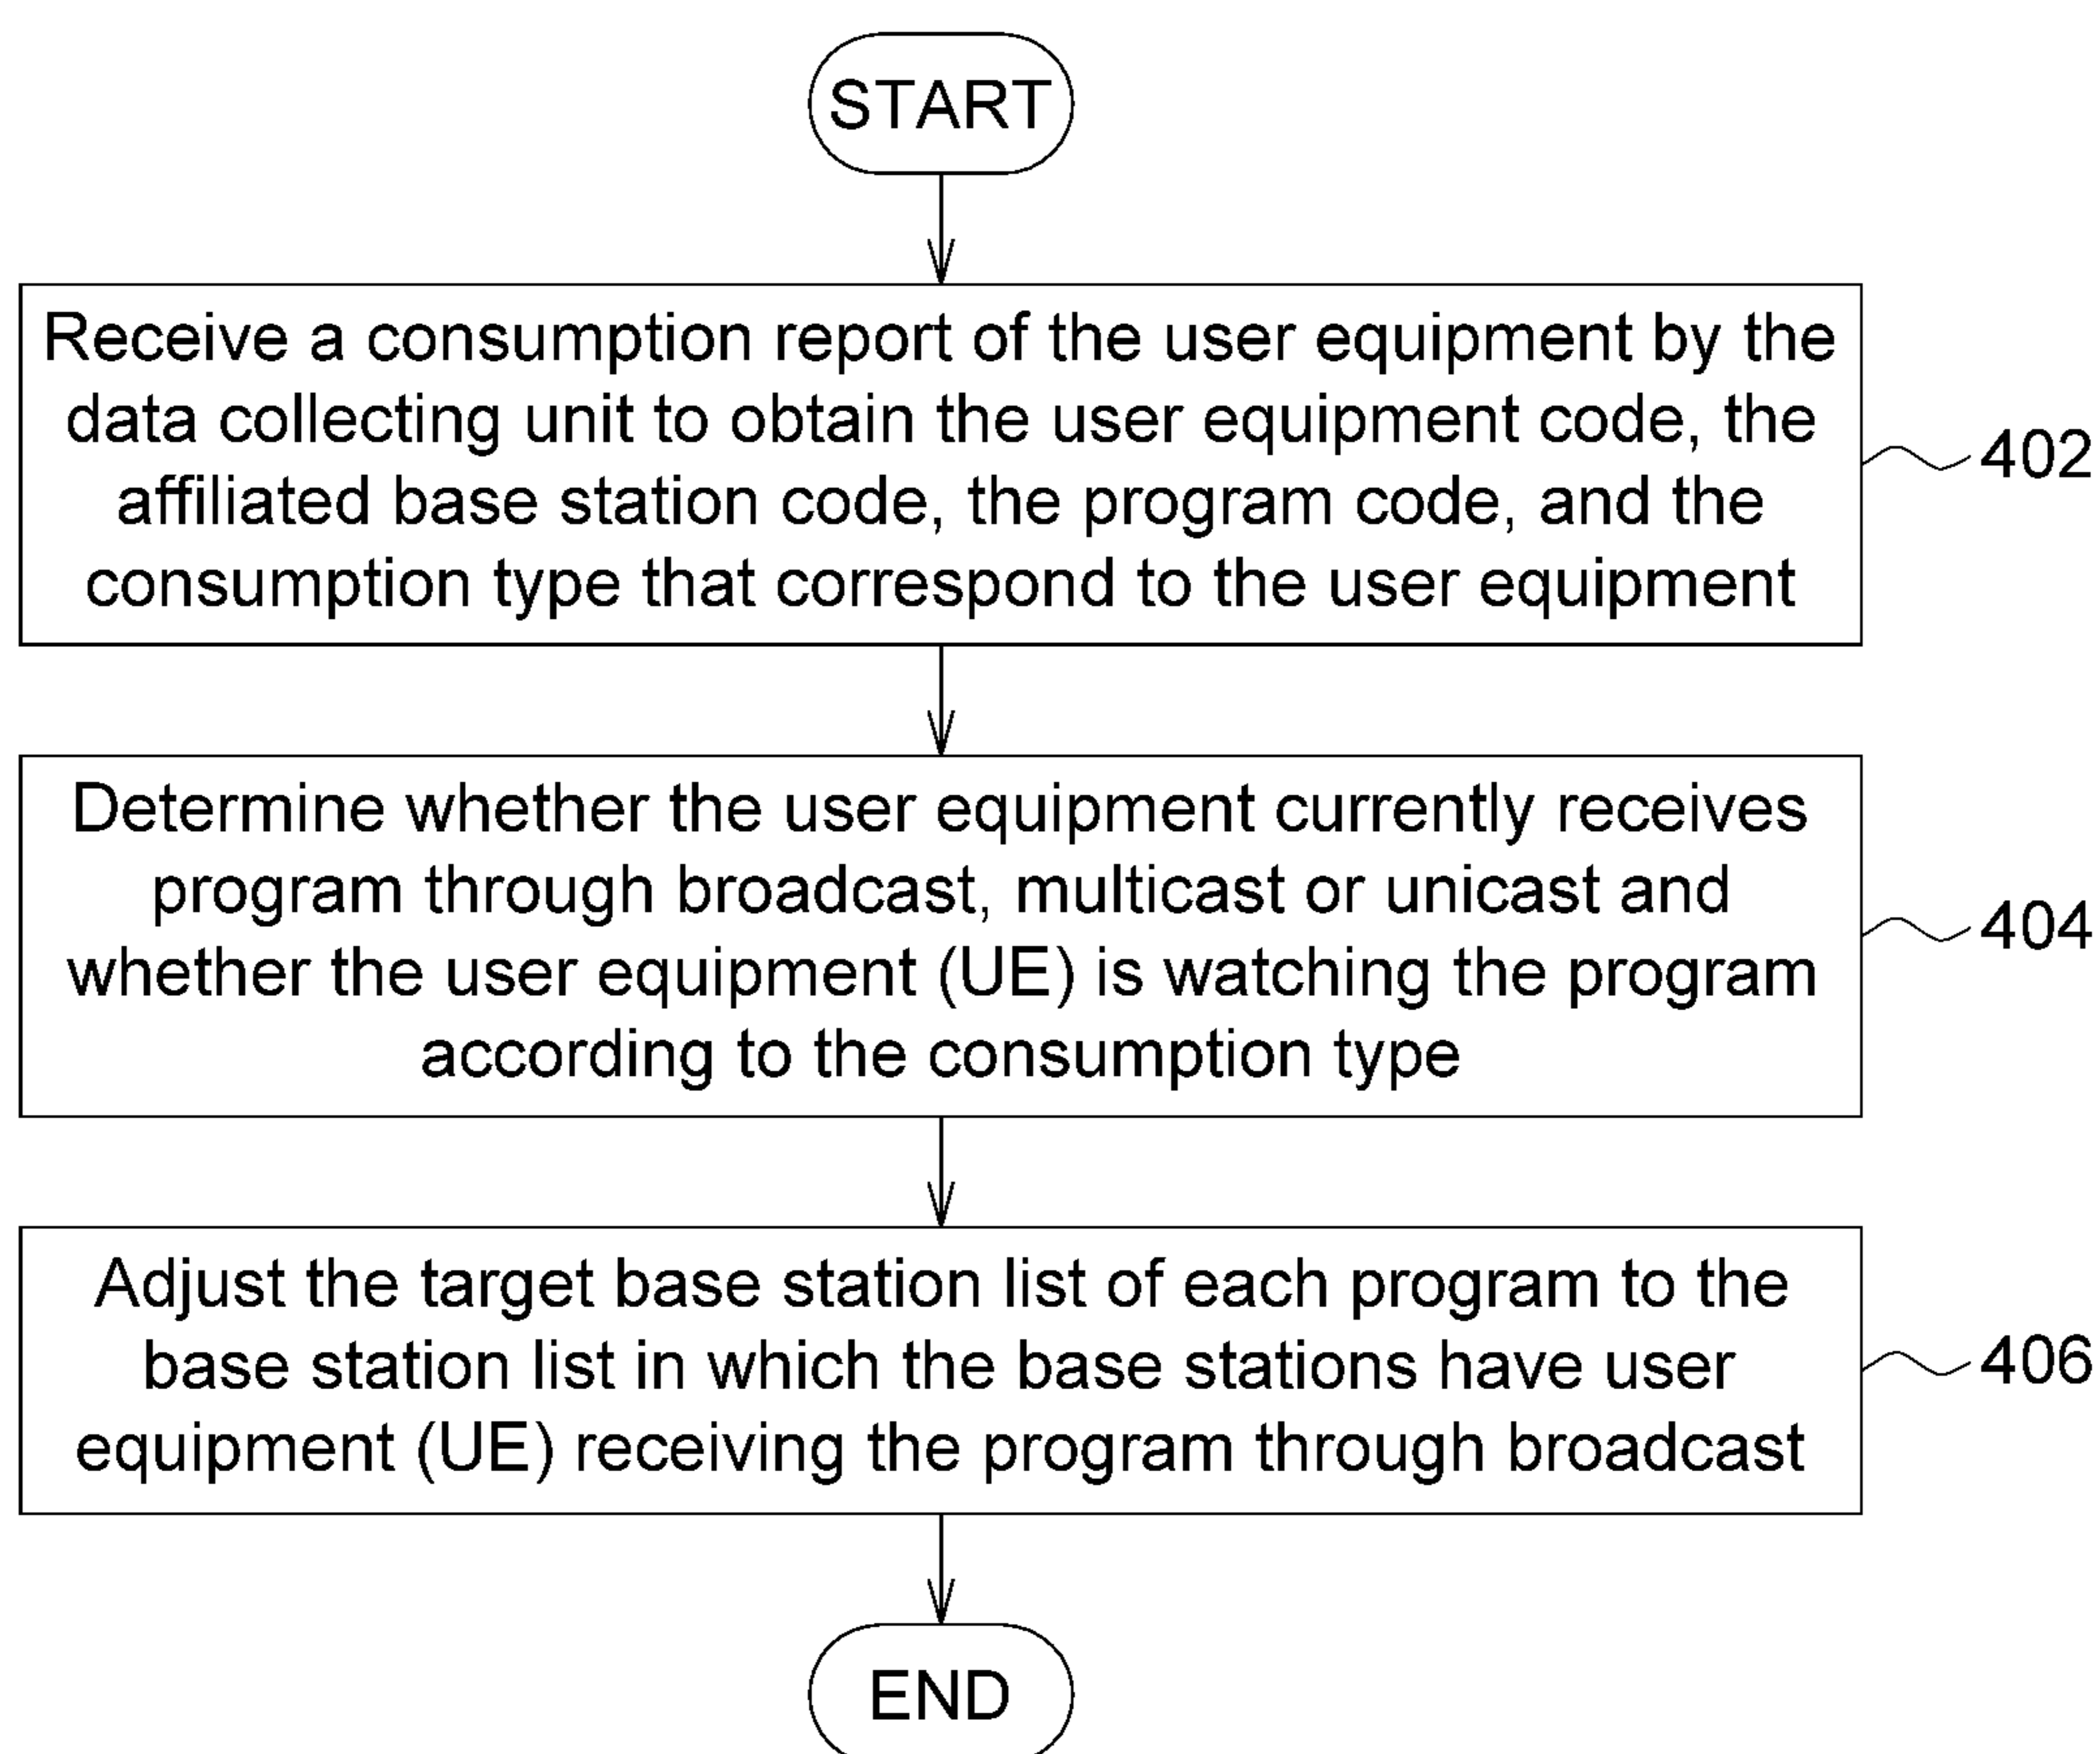 START
Receive a consumption report of the user equipment by the
data collecting unit to obtain the user equipment code, the
affiliated base station code, the program code, and the
consumption type that correspond to the user equipment
402
Determine whether the user equipment currently receives
program through broadcast, multicast or unicast and
whether the user equipment (UE) is watching the program
according to the consumption type
404
Adjust the target base station list of each program to the
base station list in which the base stations have user
equipment (UE) receiving the program through broadcast
406
END